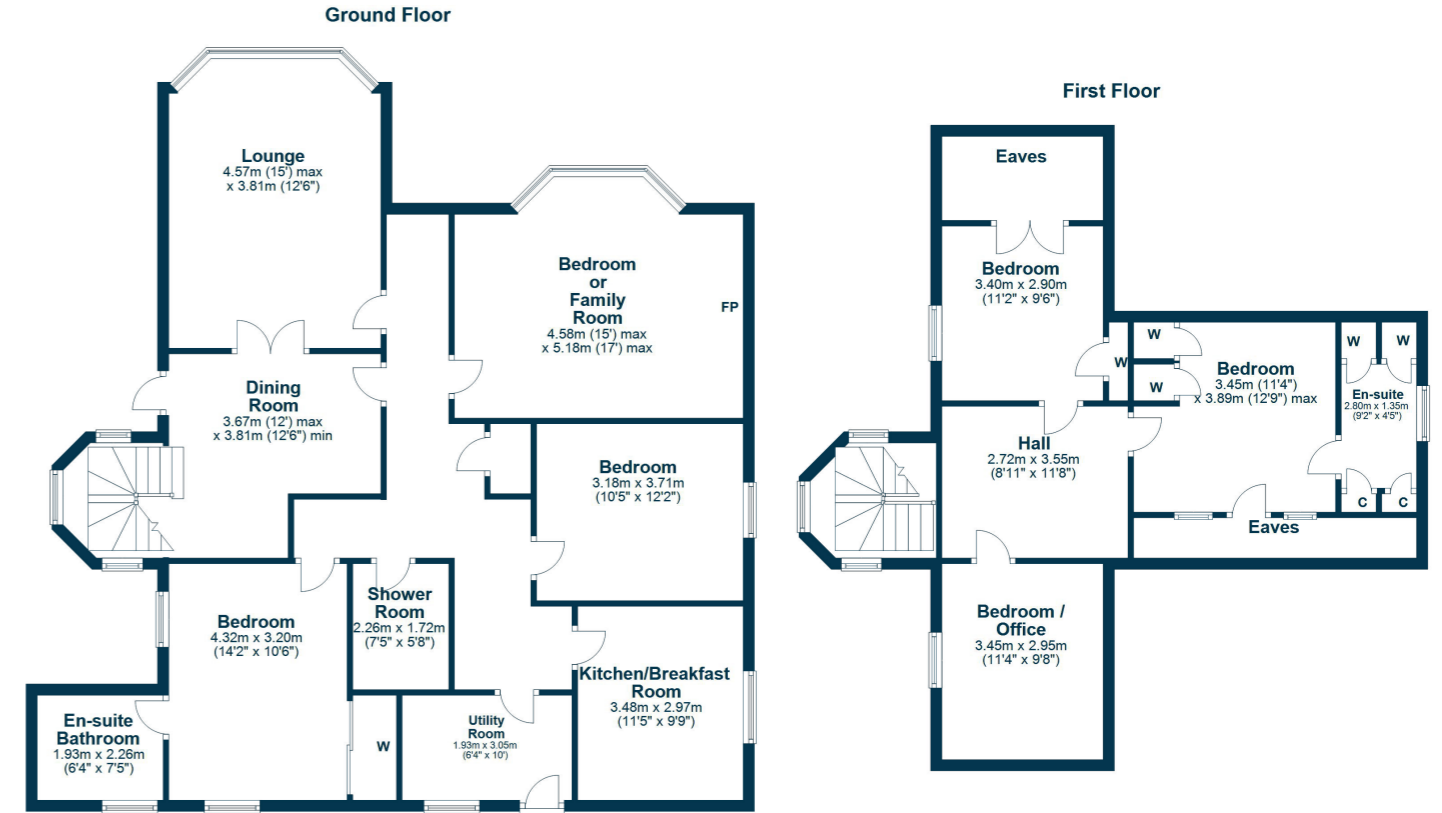 Ground Floor
Lounge
4.57m (15') max
x 3.81m (12'6")
Bedroom
or
Family
Room
4.58m (15') max
x 5.18m (17') max
FP
Dining
Room
3.67m (12') max
x 3.81m (12'6") min
Bedroom
3.18m x 3.71m
(10'5" x 12'2")
Bedroom
4.32m x 3.20m
(14'2" x 10'6")
Shower
Room
2.26m x 1.72m
(7'5" x 5'8")
Kitchen/Breakfast
Room
3.48m x 2.97m
(11'5" x 9'9")
En-suite
Bathroom
1.93m x 2.26m
(6'4" x 7'5")
W
Utility
Room
1.93m x 3.05m
(6'4" x 10')
First Floor
Eaves
Bedroom
3.40m x 2.90m
(11'2" x 9'6")
W
W
W
Bedroom
3.45m (11'4")
x 3.89m (12'9") max
W
W
En-suite
2.80m x 1.35m
(9'2" x 4'5")
C
C
Hall
2.72m x 3.55m
(8'11" x 11'8")
Eaves
Bedroom /
Office
3.45m x 2.95m
(11'4" x 9'8")